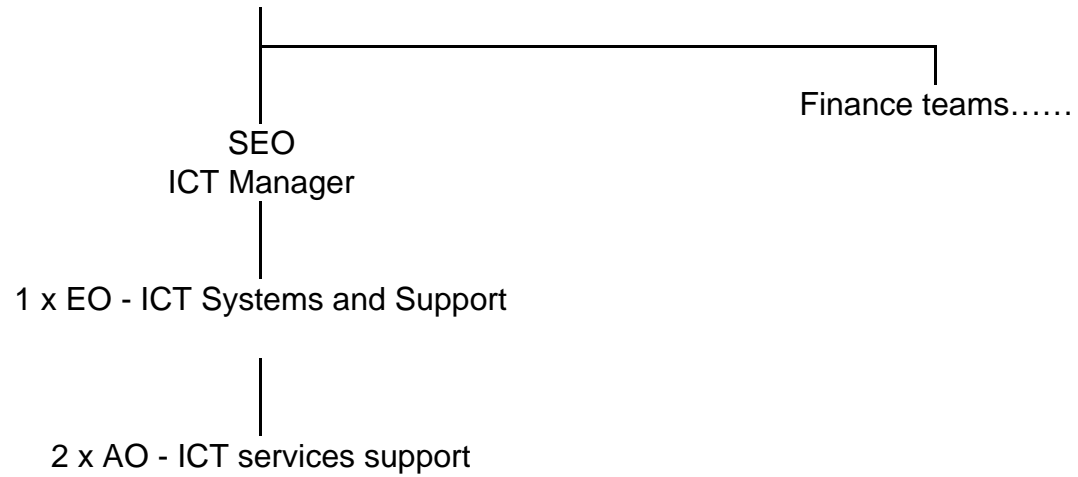 Finance teams……
SEO
ICT Manager
1 x EO - ICT Systems and Support
2 x AO - ICT services support